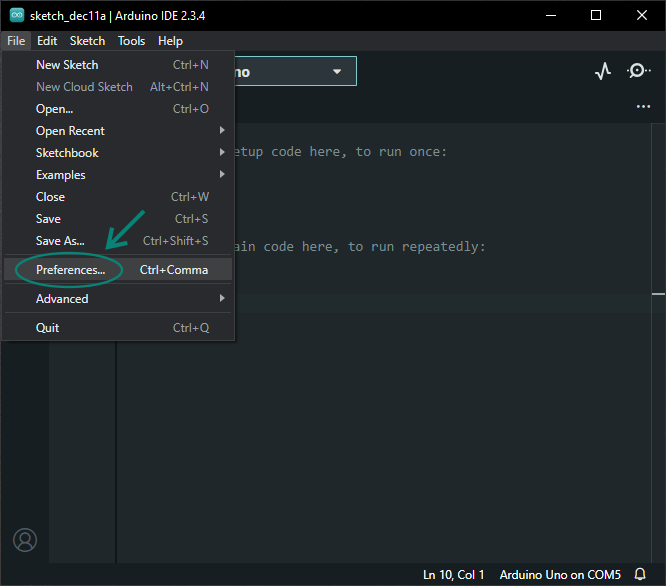 sketch_dec11a | Arduino IDE 2.3.4
File Edit Sketch Tools Help
New Sketch Ctrl+N
New Cloud Sketch Alt+Ctrl+N
Open... Ctrl+O
Open Recent
Sketchbook
Examples
Close Ctrl+W
Save Ctrl+S
Save As... Ctrl+Shift+S
Preferences... Ctrl+Comma
Advanced
Quit Ctrl+Q
no
etup code here, to run once:
ain code here, to run repeatedly:
Ln 10, Col 1 Arduino Uno on COM5